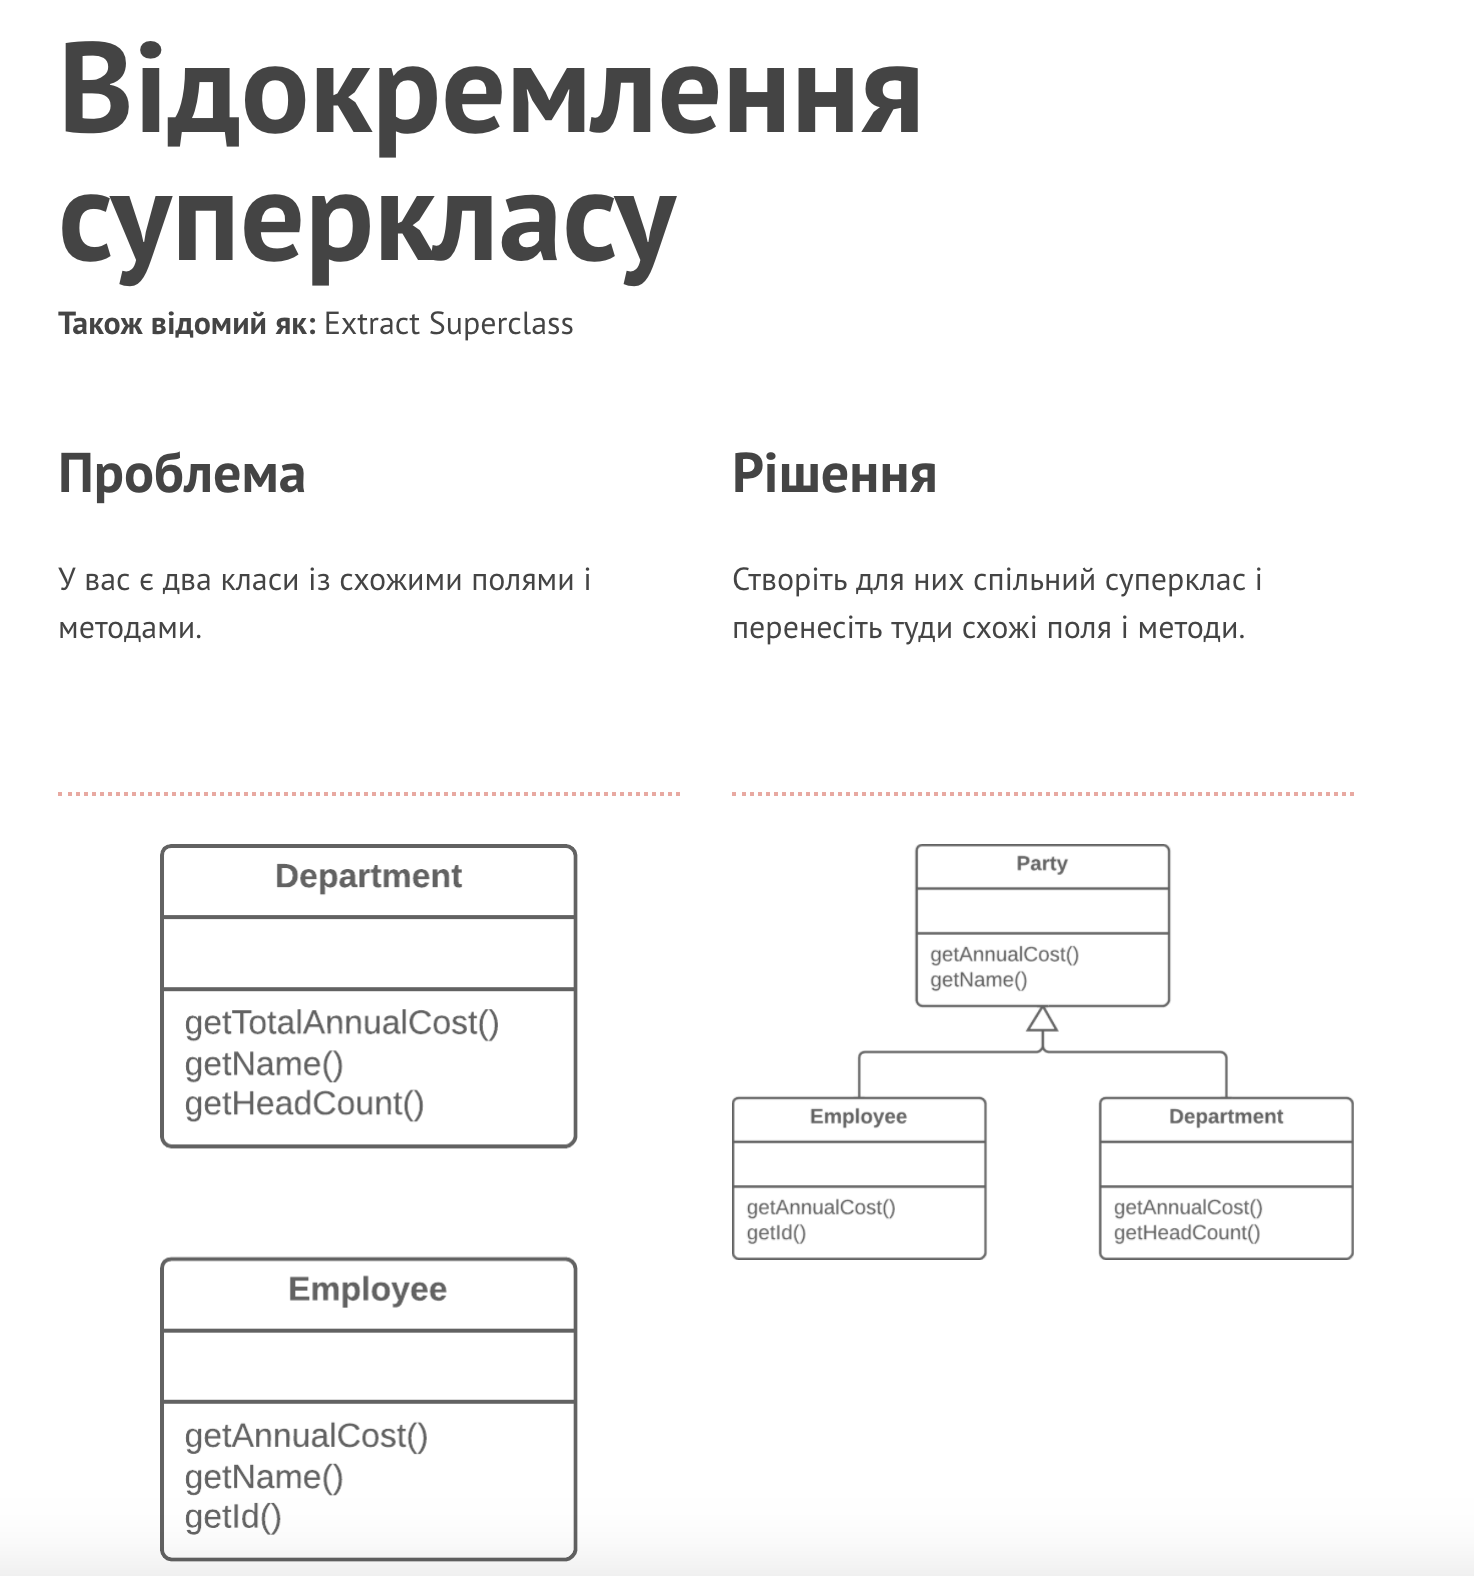 Відокремлення
суперкласу
Також відомий як: Extract Superclass
Проблема
У вас є два класи із схожими полями і
методами.
Рішення
Створіть для них спільний суперклас і
перенесіть туди схожі поля і методи.
Department
getTotalAnnualCost()
getName()
getHeadCount()
Employee
getAnnualCost()
getName()
getId()
Party
getAnnualCost()
getName()
Employee
getAnnualCost()
getId()
Department
getAnnualCost()
getHeadCount()